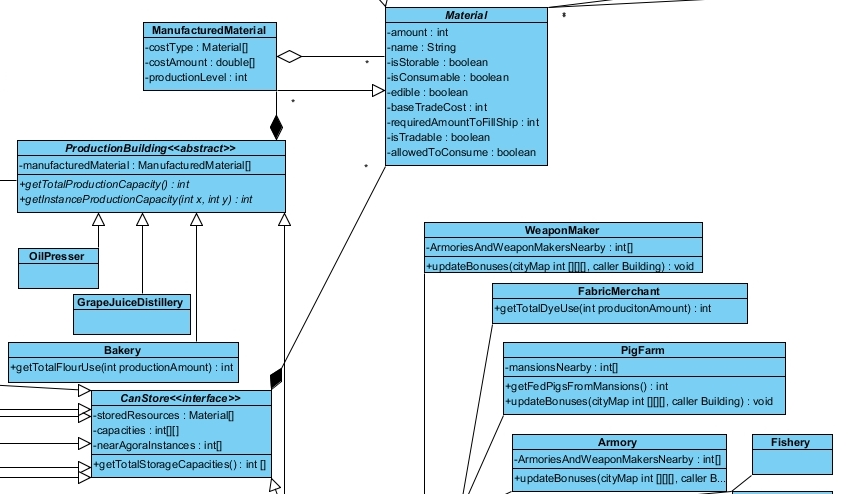 ManufacturedMaterial
-costType : Material[]
-costAmount : double[]
-productionLevel : int
*
*
Material
-amount : int
-name : String
-isStorable : boolean
-isConsumable : boolean
-edible : boolean
-baseTradeCost : int
-requiredAmountToFillShip : int
-isTradable : boolean
-allowedToConsume : boolean
*
*
ProductionBuilding<<abstract>>
-manufacturedMaterial : ManufacturedMaterial[]
+getTotalProductionCapacity() : int
+getInstanceProductionCapacity(int x, int y) : int
OilPresser
GrapeJuiceDistillery
Bakery
+getTotalFlourUse(int productionAmount) : int
CanStore<<interface>>
-storedResources : Material[]
-capacities : int[][]
-nearAgoraInstances : int[]
+getTotalStorageCapacities() : int []
WeaponMaker
-ArmoriesAndWeaponMakersNearby : int[]
+updateBonuses(cityMap int [][][], caller Building) : void
FabricMerchant
+getTotalDyeUse(int producitonAmount) : int
PigFarm
-mansionsNearby : int[]
+getFedPigsFromMansions() : int
+updateBonuses(cityMap int [][][], caller Building) : void
Armory
-ArmoriesAndWeaponMakersNearby : int[]
+updateBonuses(cityMap int [][][], caller B...
Fishery